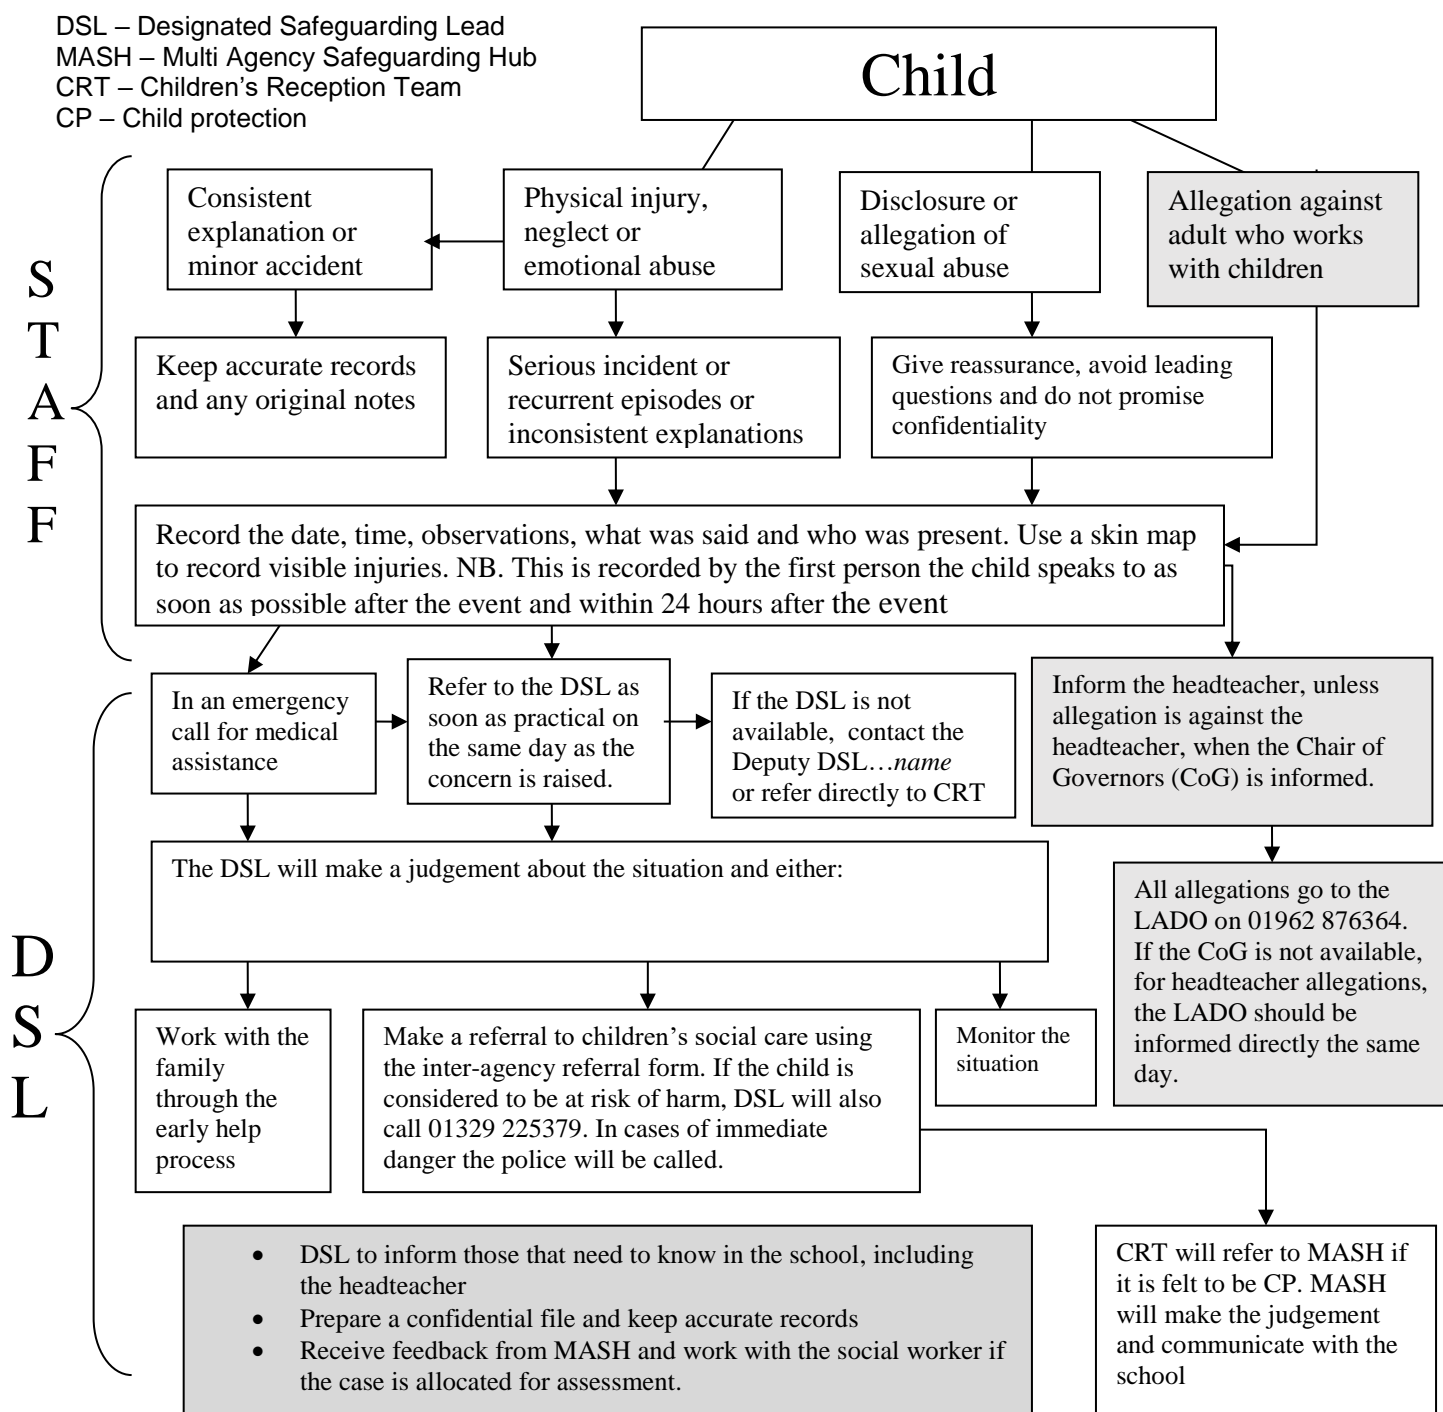 DSL – Designated Safeguarding Lead
MASH – Multi Agency Safeguarding Hub
CRT – Children's Reception Team
CP – Child protection
Child
STAFF
Consistent
explanation or
minor accident
Physical injury,
neglect or
emotional abuse
Disclosure or
allegation of
sexual abuse
Allegation against
adult who works
with children
Keep accurate records
and any original notes
Serious incident or
recurrent episodes or
inconsistent explanations
Give reassurance, avoid leading
questions and do not promise
confidentiality
Record the date, time, observations, what was said and who was present. Use a skin map
to record visible injuries. NB. This is recorded by the first person the child speaks to as
soon as possible after the event and within 24 hours after the event
DSL
In an emergency
call for medical
assistance
Refer to the DSL as
soon as practical on
the same day as the
concern is raised.
If the DSL is not
available, contact the
Deputy DSL…name
or refer directly to CRT
Inform the headteacher, unless
allegation is against the
headteacher, when the Chair of
Governors (CoG) is informed.
The DSL will make a judgement about the situation and either:
All allegations go to the
LADO on 01962 876364.
If the CoG is not available,
for headteacher allegations,
the LADO should be
informed directly the same
day.
Work with the
family
through the
early help
process
Make a referral to children's social care using
the inter-agency referral form. If the child is
considered to be at risk of harm, DSL will also
call 01329 225379. In cases of immediate
danger the police will be called.
Monitor the
situation
• DSL to inform those that need to know in the school, including
the headteacher
• Prepare a confidential file and keep accurate records
• Receive feedback from MASH and work with the social worker if
the case is allocated for assessment.
CRT will refer to MASH if
it is felt to be CP. MASH
will make the judgement
and communicate with the
school